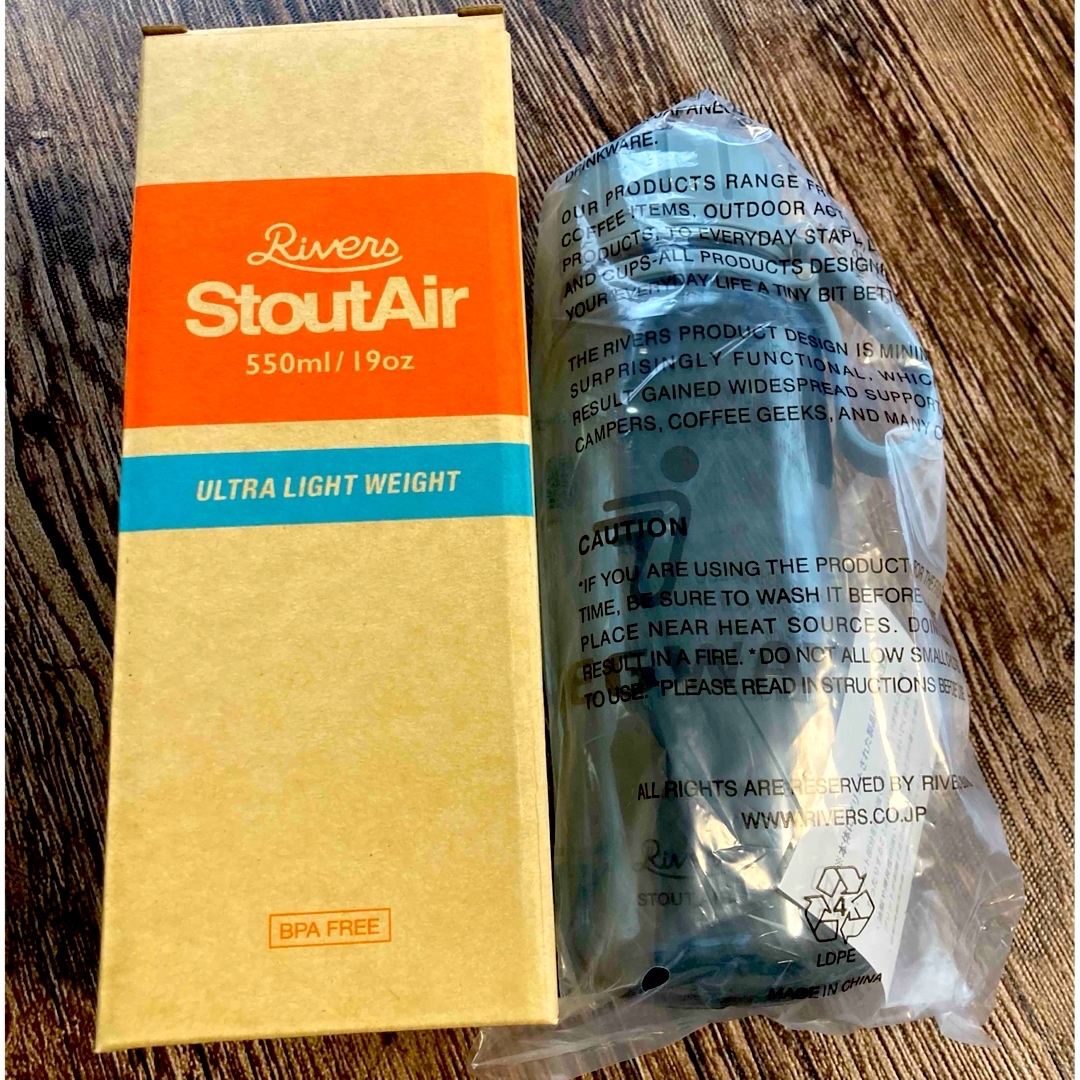 Rivers
StoutAir
550ml/19oz
ULTRA LIGHT WEIGHT
BPA FREE
DRINKWARE.
OUR PRODUCTS RANGE
COFFEE ITEMS, OUTDOOR
PRODUCTS, TO EVERYDAY
AND CUPS-ALL PRODUCTS
YOUR EVERYDAY LIFE A TINY BIT
THE RIVERS PRODUCT DESIGN IS
SURPRISINGLY FUNCTIONAL,
RESULT GAINED WIDESPREAD SUPPORT
CAMPERS, COFFEE GEEKS, AND MANY
CAUTION
*IF YOU ARE USING THE PRODUCT FOR THE
TIME, BE SURE TO WASH IT BEFORE
PLACE NEAR HEAT SOURCES.
RESULT IN A FIRE. *DO NOT ALLOW
TO USE. *PLEASE READ INSTRUCTIONS
ALL RIGHTS ARE RESERVED BY
WWW.RIVERS.CO.JP
4
LDPE
MADE IN CHINA